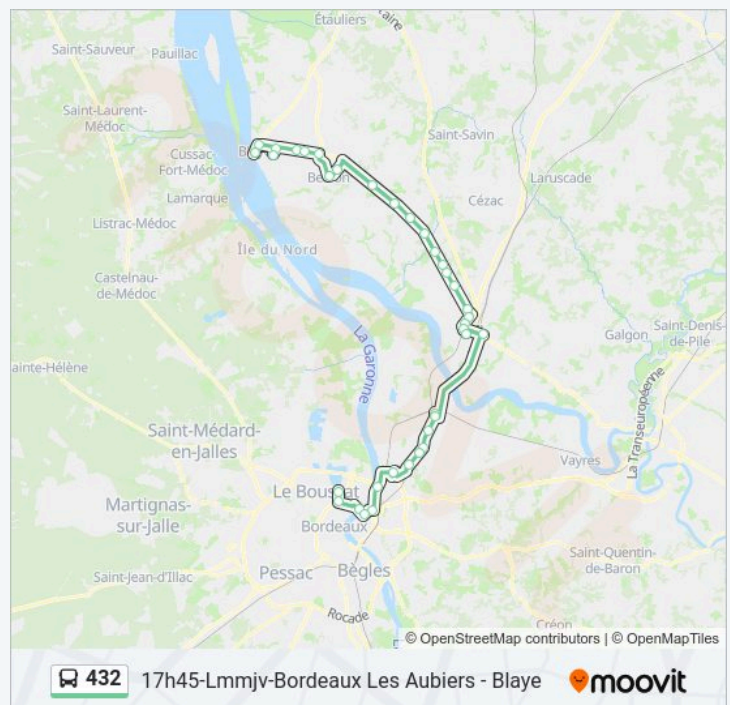 Étauliers
Saint-Sauveur
Pauillac
Saint-Laurent-
Médoc
Saint-Savin
Cussac-
Fort-Médoc
Laruscade
Cézac
Lamarque
Listrac-Médoc
Île du Nord
Castelnau-
de-Médoc
La Garonne
Galgon
Saint-Denis-
de-Pile
ainte-Hélène
La Transeuropéenne
Saint-Médard-
en-Jalles
Vayres
Martignas-
sur-Jalle
Bordeaux
Saint-Jean-d'Illac
Pessac
Bègles
Saint-Quentin-
de-Baron
Rocade
Créon
© OpenStreetMap contributors | © OpenMapTiles
432 17h45-Lmmjv-Bordeaux Les Aubiers - Blaye moovit